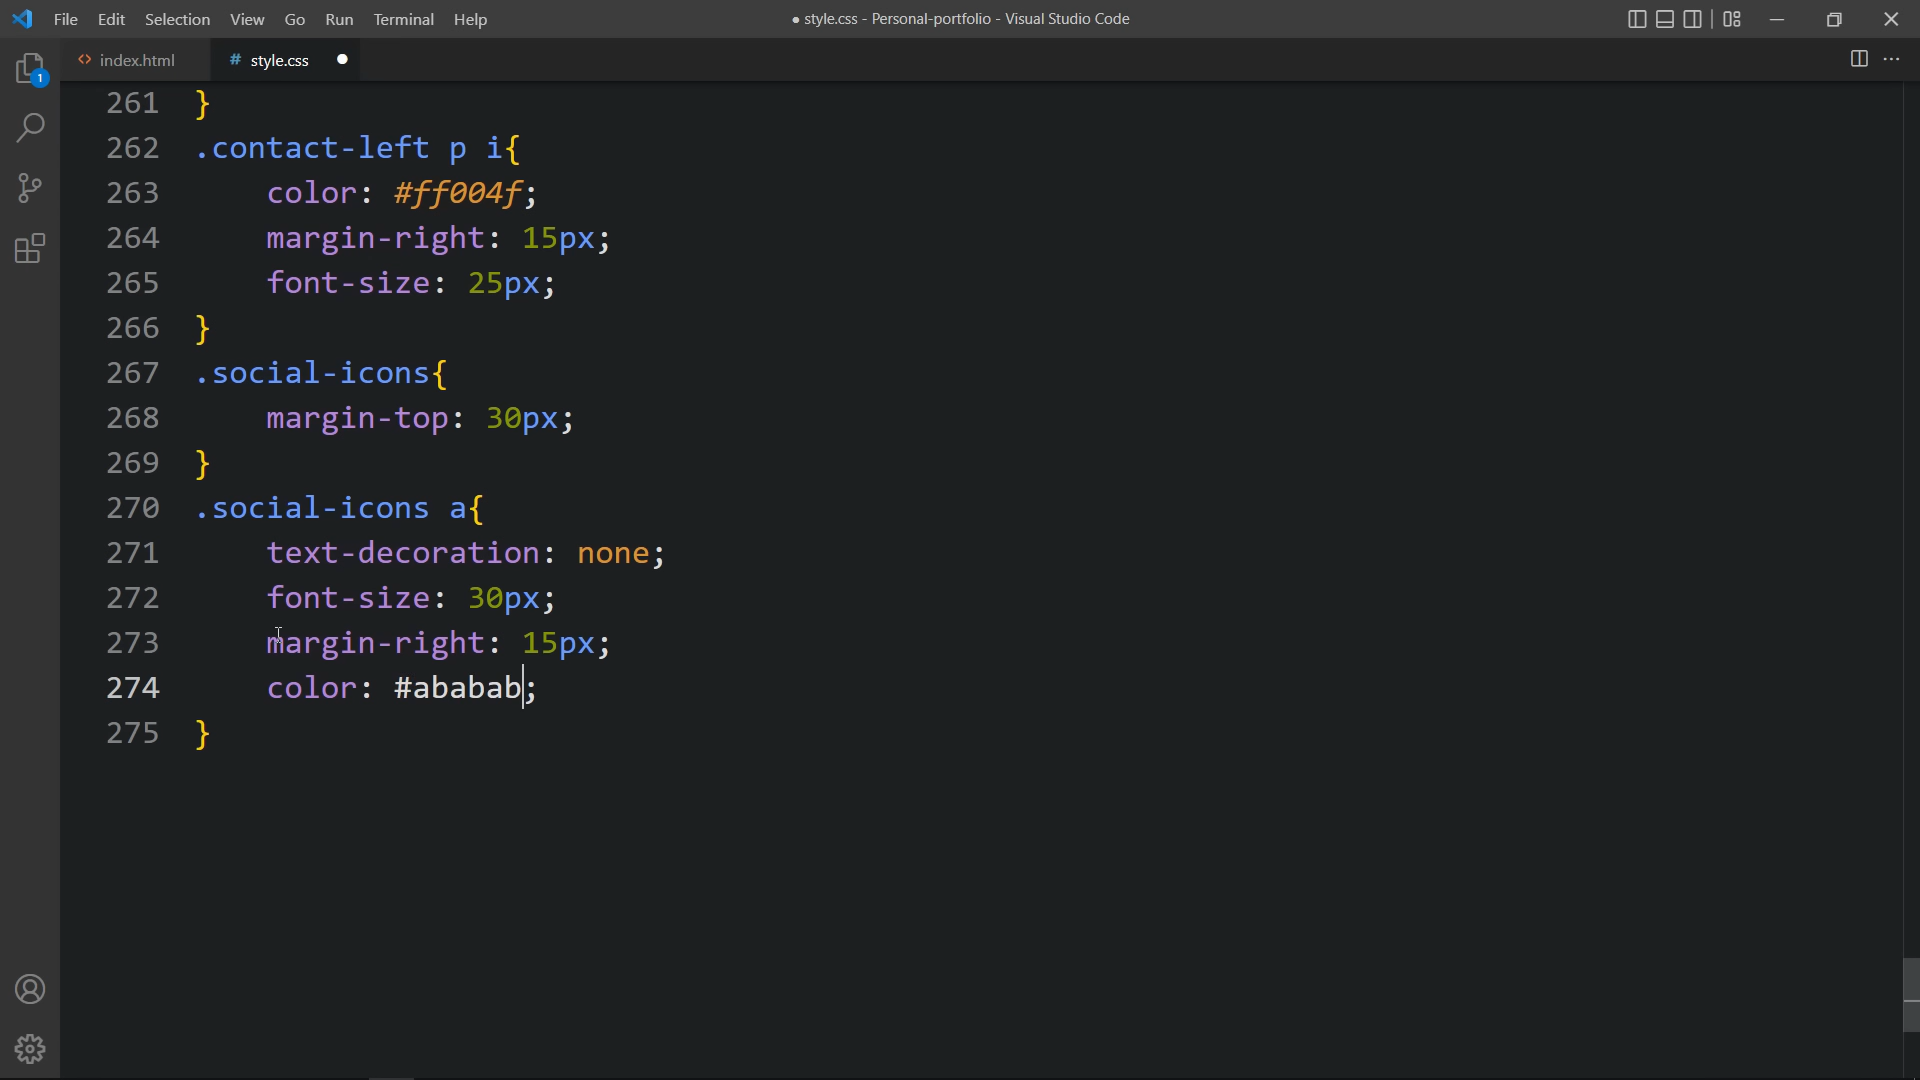 File Edit Selection View Go Run Terminal Help
● style.css - Personal-portfolio - Visual Studio Code
1
<> index.html
# style.css ●
261 }
262 .contact-left p i{
263     color: #ff004f;
264     margin-right: 15px;
265     font-size: 25px;
266 }
267 .social-icons{
268     margin-top: 30px;
269 }
270 .social-icons a{
271     text-decoration: none;
272     font-size: 30px;
273     margin-right: 15px;
274     color: #ababab;
275 }